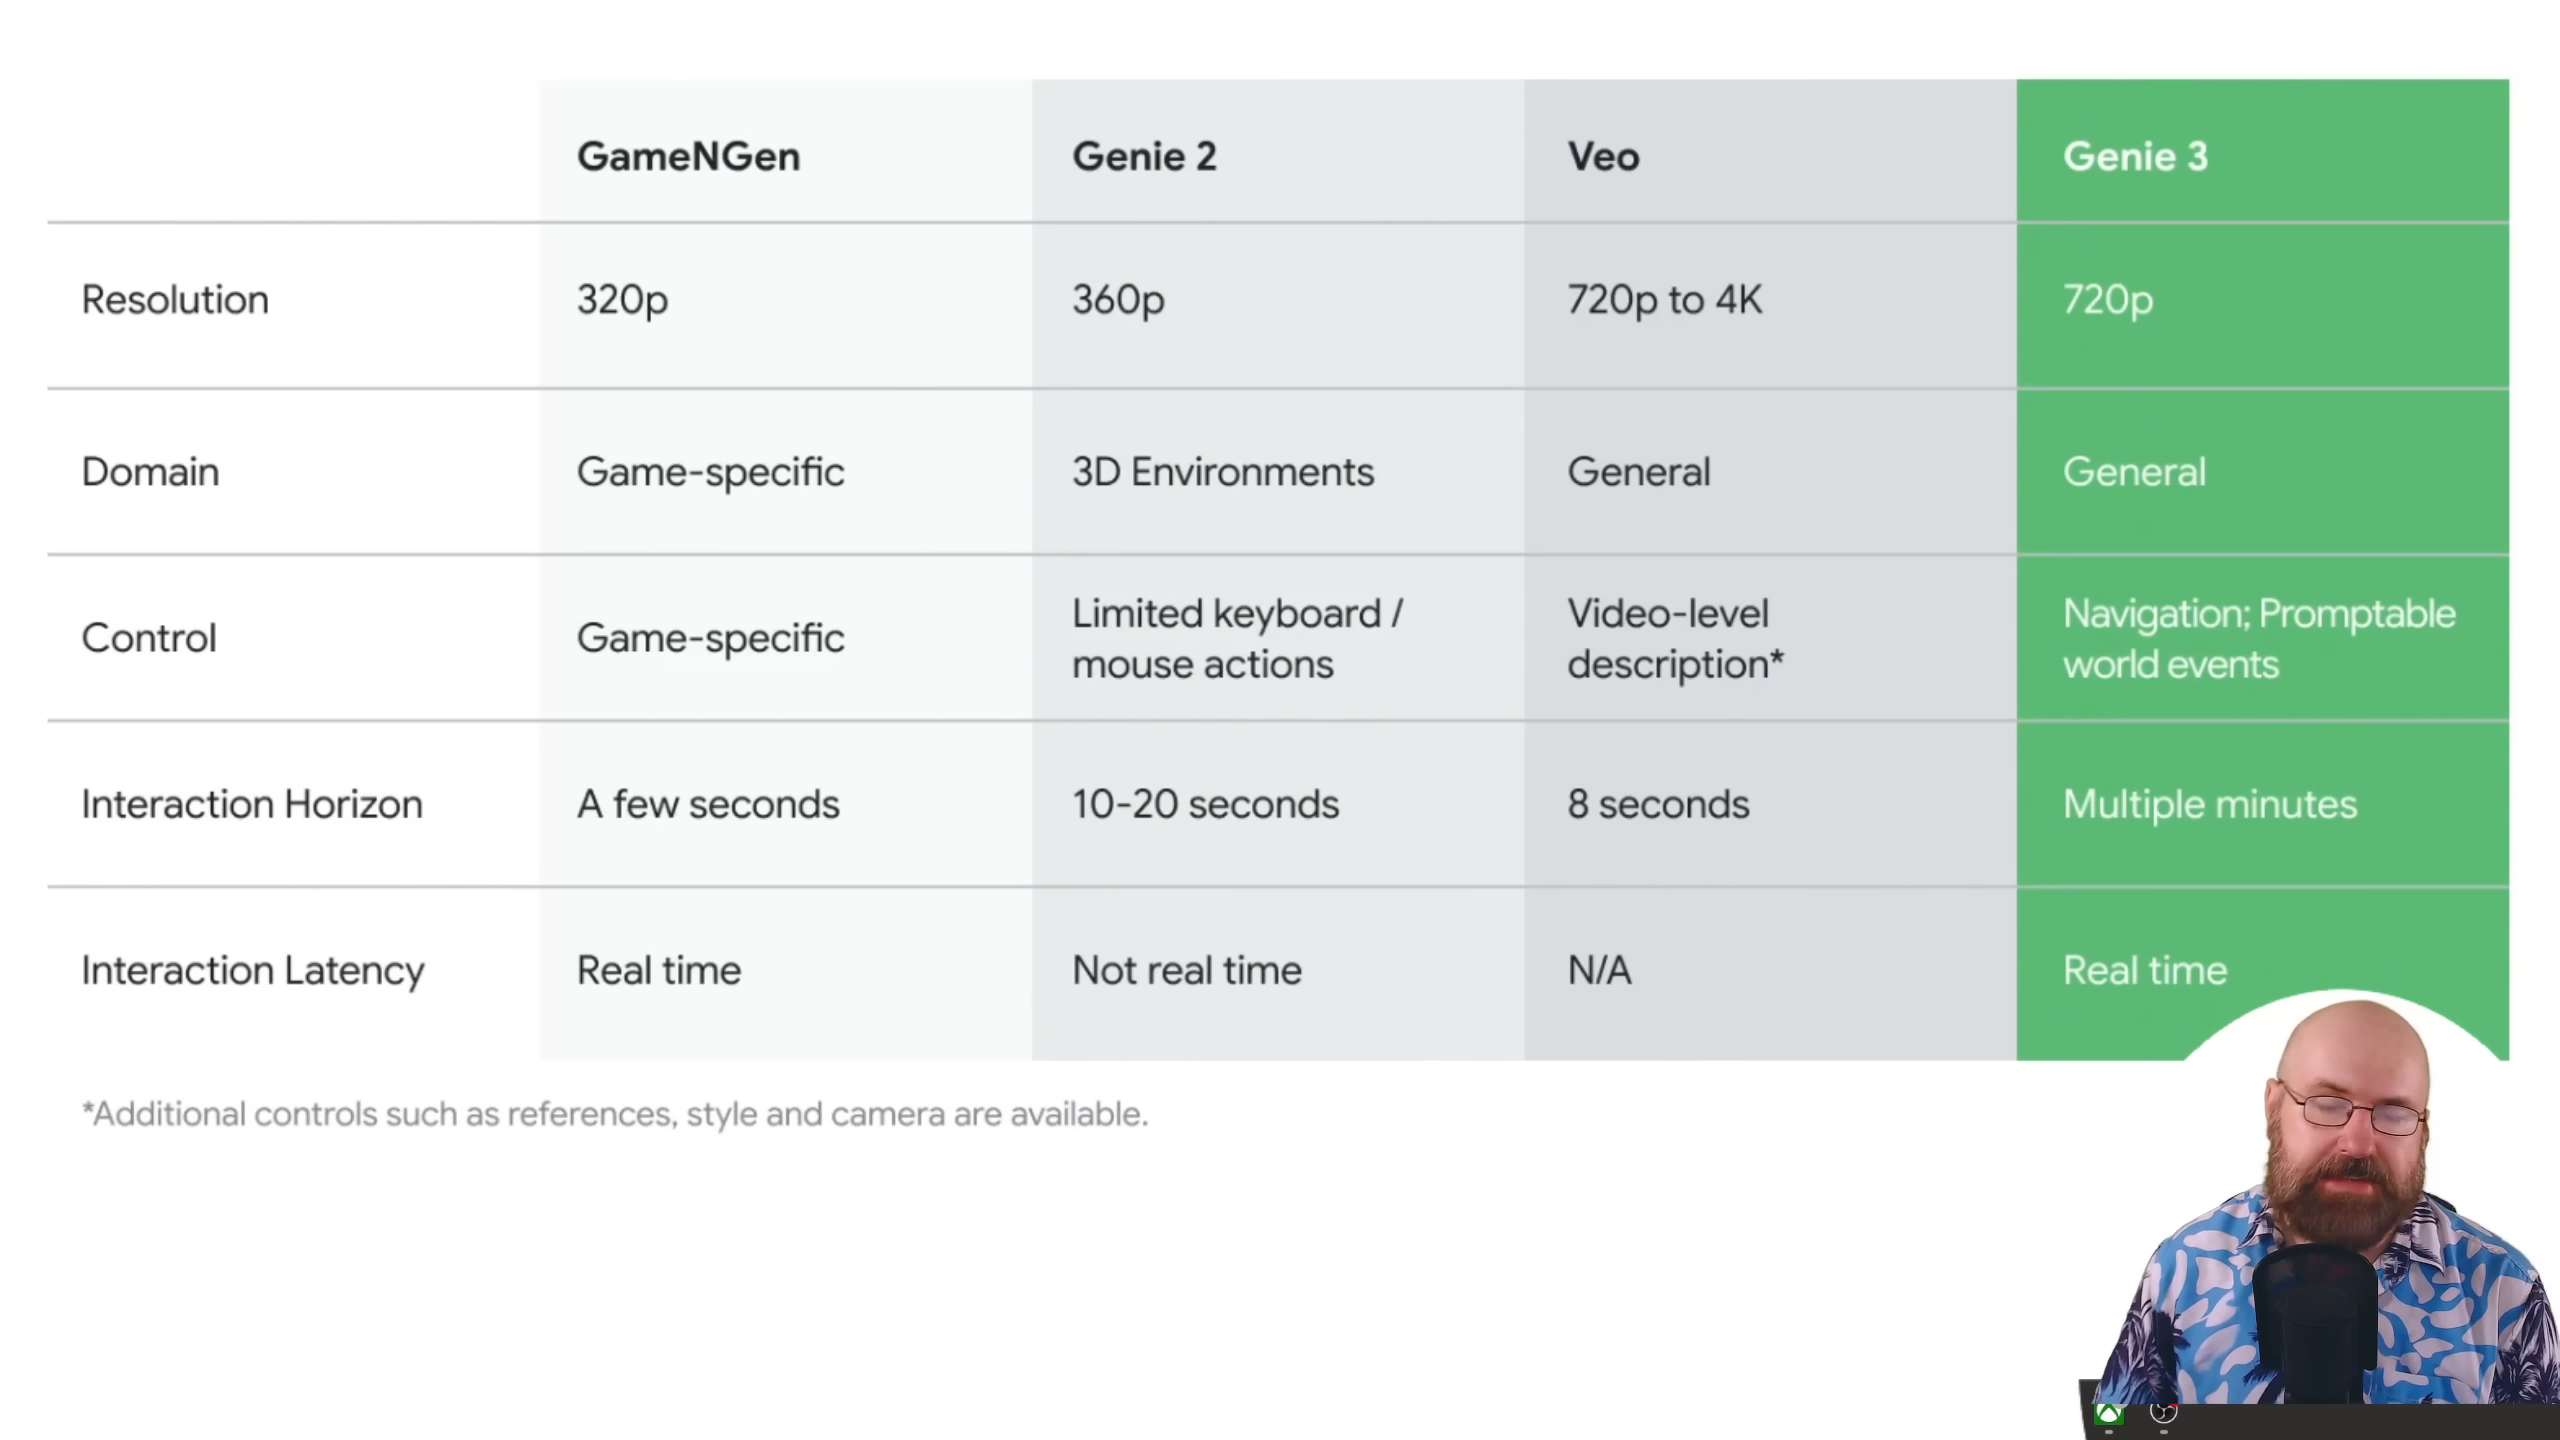 GameNGen Genie 2 Veo Genie 3
Resolution 320p 360p 720p to 4K 720p
Domain Game-specific 3D Environments General General
Control Game-specific Limited keyboard / mouse actions Video-level description* Navigation; Promptable world events
Interaction Horizon A few seconds 10-20 seconds 8 seconds Multiple minutes
Interaction Latency Real time Not real time N/A Real time
*Additional controls such as references, style and camera are available.